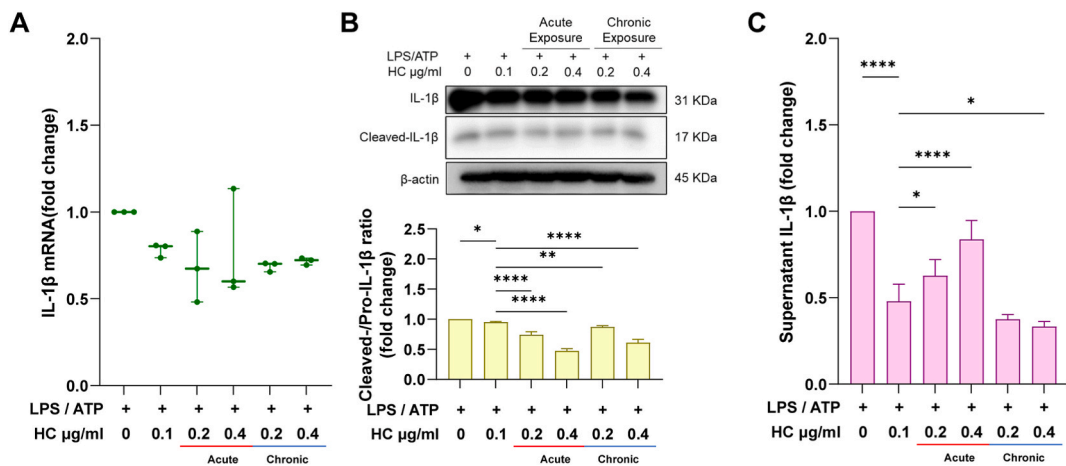 A
IL-1β mRNA(fold change)
2.0
1.5
1.0
0.5
0.0
LPS / ATP + + + + + +
HC μg/ml 0 0.1 0.2 0.4 0.2 0.4
Acute Chronic
B
Acute Exposure Chronic Exposure
LPS/ATP + + + + + +
HC μg/ml 0 0.1 0.2 0.4 0.2 0.4
IL-1β 31 KDa
Cleaved-IL-1β 17 KDa
β-actin 45 KDa
Cleaved-/Pro-IL-1β ratio
(fold change)
2.5
2.0
1.5
1.0
0.5
0.0
*
****
**
****
****
LPS / ATP + + + + + +
HC μg/ml 0 0.1 0.2 0.4 0.2 0.4
Acute Chronic
C
Supernatant IL-1β (fold change)
2.0
1.5
1.0
0.5
0.0
****
*
****
*
LPS / ATP + + + + + +
HC μg/ml 0 0.1 0.2 0.4 0.2 0.4
Acute Chronic